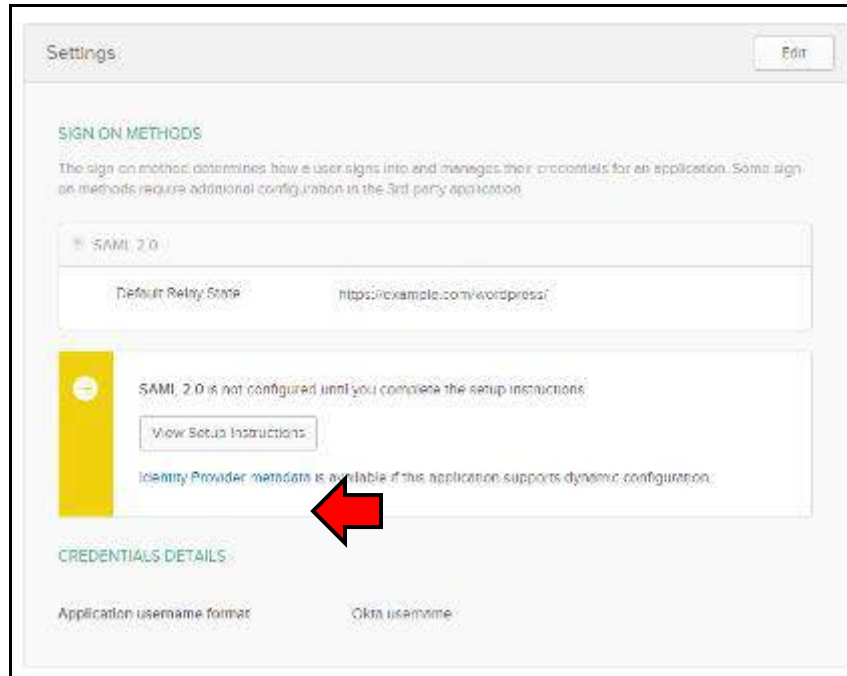 Settings
Edit
SIGN ON METHODS
The sign on method determines how a user signs into and manages their credentials for an application. Some sign
on methods require additional configuration in the 3rd party application
SAML 2.0
Default Relay State https://example.com/wordpress/
SAML 2.0 is not configured until you complete the setup instructions
View Setup Instructions
Identity Provider metadata is available if this application supports dynamic configuration.
CREDENTIALS DETAILS
Application username format Okta username